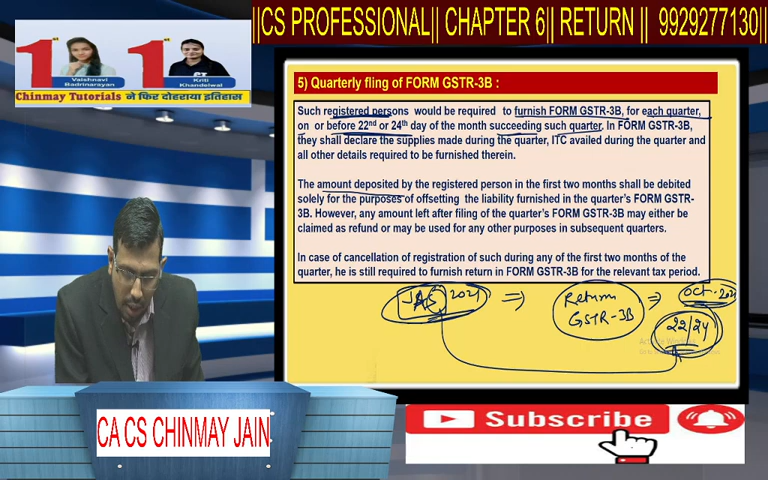 ||CS PROFESSIONAL|| CHAPTER 6|| RETURN || 9929277130||
1st
1st
Vaishnavi
Badrinarayan
Kriti
Khandelwal
Chinmay Tutorials ने फिर दोहराया इतिहास
5) Quarterly fling of FORM GSTR-3B :
Such registered persons would be required to furnish FORM GSTR-3B, for each quarter,
on or before 22nd or 24th day of the month succeeding such quarter. In FORM GSTR-3B,
they shall declare the supplies made during the quarter, ITC availed during the quarter and
all other details required to be furnished therein.
The amount deposited by the registered person in the first two months shall be debited
solely for the purposes of offsetting the liability furnished in the quarter's FORM GSTR-
3B. However, any amount left after filing of the quarter's FORM GSTR-3B may either be
claimed as refund or may be used for any other purposes in subsequent quarters.
In case of cancellation of registration of such during any of the first two months of the
quarter, he is still required to furnish return in FORM GSTR-3B for the relevant tax period.
JAS 2021 ⇒ Return ⇒ Oct-2021
GSTR-3B
22/24
Activate Windows
CA CS CHINMAY JAIN
Subscribe